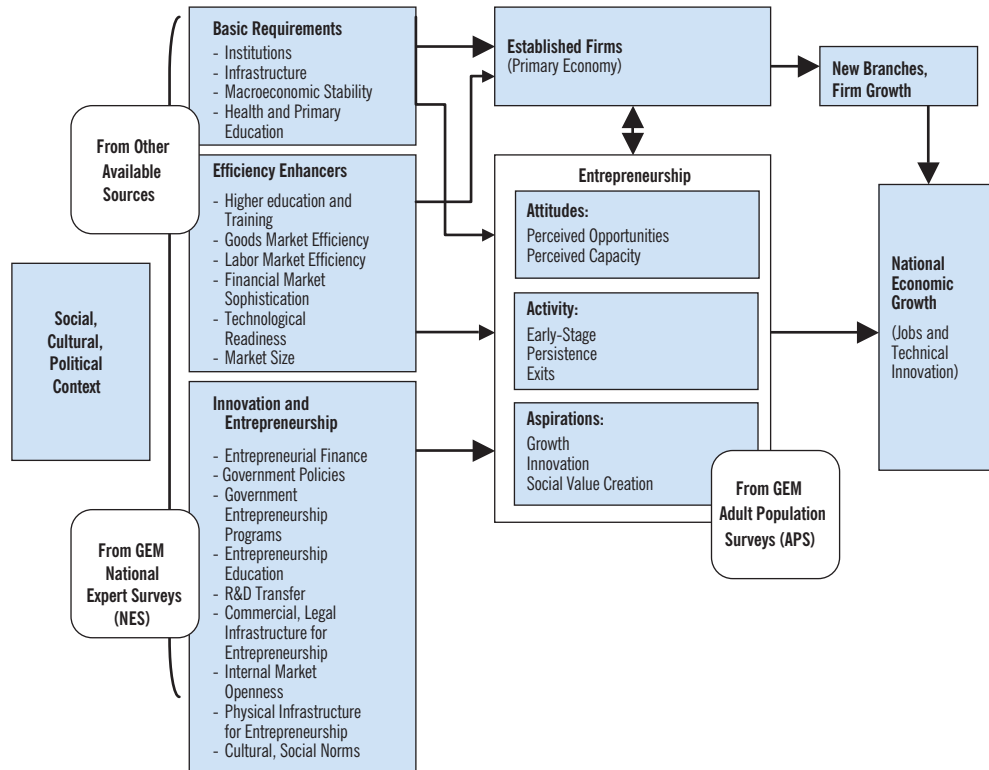 Social,
Cultural,
Political
Context
From Other
Available
Sources
From GEM
National
Expert Surveys
(NES)
Basic Requirements
- Institutions
- Infrastructure
- Macroeconomic Stability
- Health and Primary
Education
Efficiency Enhancers
- Higher education and
Training
- Goods Market Efficiency
- Labor Market Efficiency
- Financial Market
Sophistication
- Technological
Readiness
- Market Size
Innovation and
Entrepreneurship
- Entrepreneurial Finance
- Government Policies
- Government
Entrepreneurship
Programs
- Entrepreneurship
Education
- R&D Transfer
- Commercial, Legal
Infrastructure for
Entrepreneurship
- Internal Market
Openness
- Physical Infrastructure
for Entrepreneurship
- Cultural, Social Norms
Established Firms
(Primary Economy)
Entrepreneurship
Attitudes:
Perceived Opportunities
Perceived Capacity
Activity:
Early-Stage
Persistence
Exits
Aspirations:
Growth
Innovation
Social Value Creation
From GEM
Adult Population
Surveys (APS)
New Branches,
Firm Growth
National
Economic
Growth
(Jobs and
Technical
Innovation)